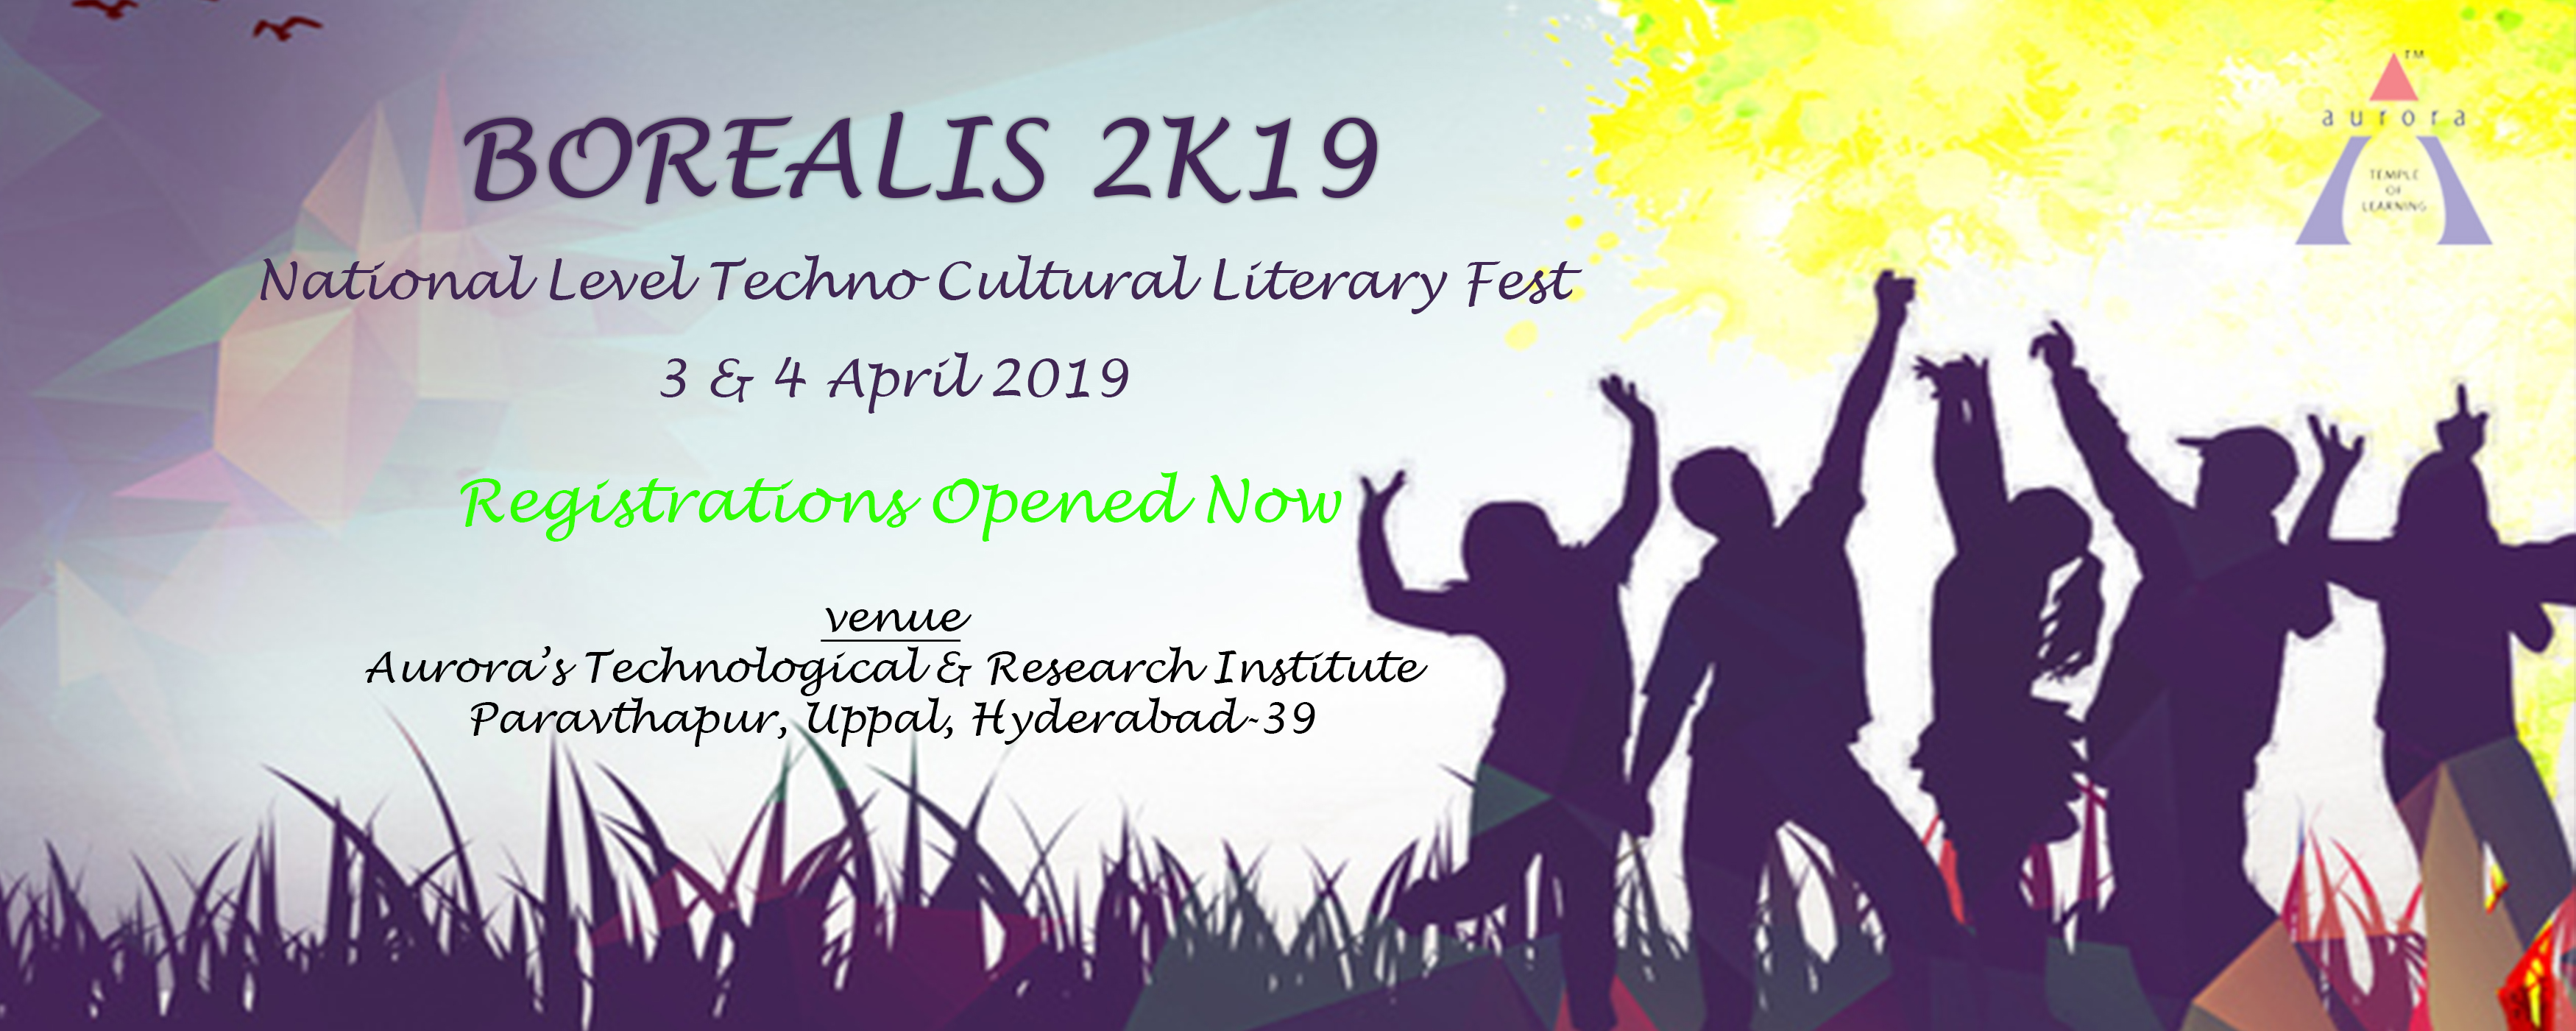 BOREALIS 2K19
National Level Techno Cultural Literary Fest
3 & 4 April 2019
Registrations Opened Now
venue
Aurora's Technological & Research Institute
Paravthapur, Uppal, Hyderabad-39
TM
aurora
TEMPLE
OF
LEARNING